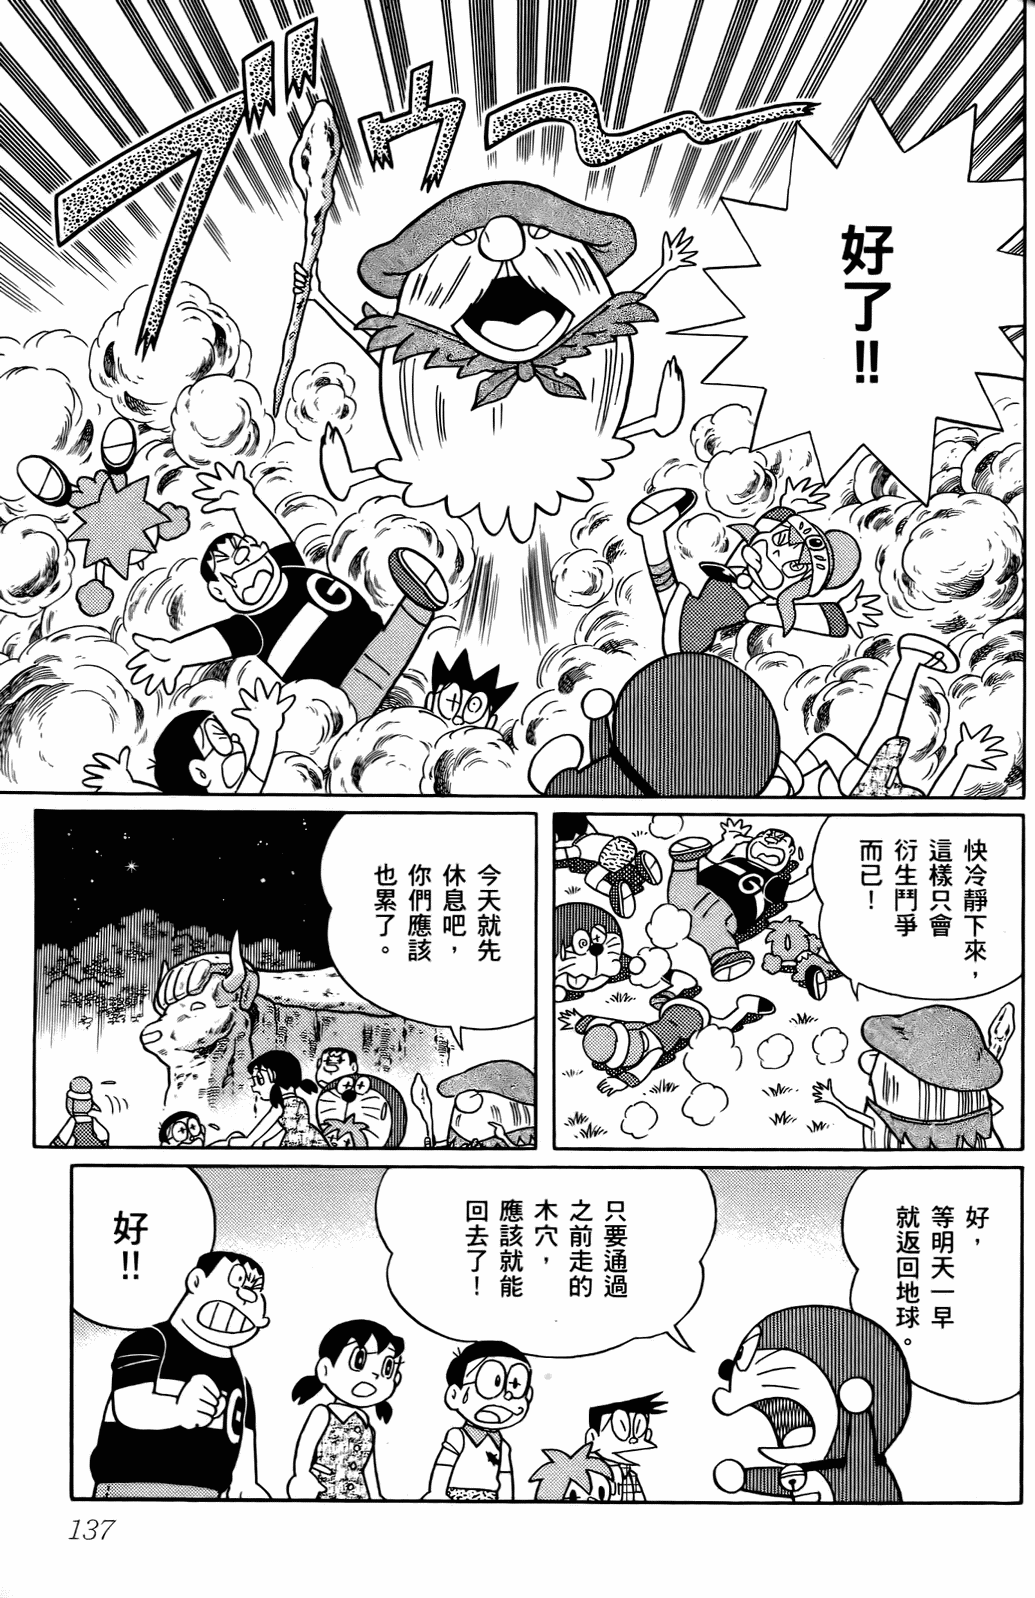 ブブゥ〜
好了!!
G
快冷靜下來，
這樣只會
衍生鬥爭
而已！
G
今天就先
休息吧，
你們應該
也累了。
好，
等明天一早
就返回地球。
只要通過
之前走的
木穴，
應該就能
回去了！
好!!
G
137